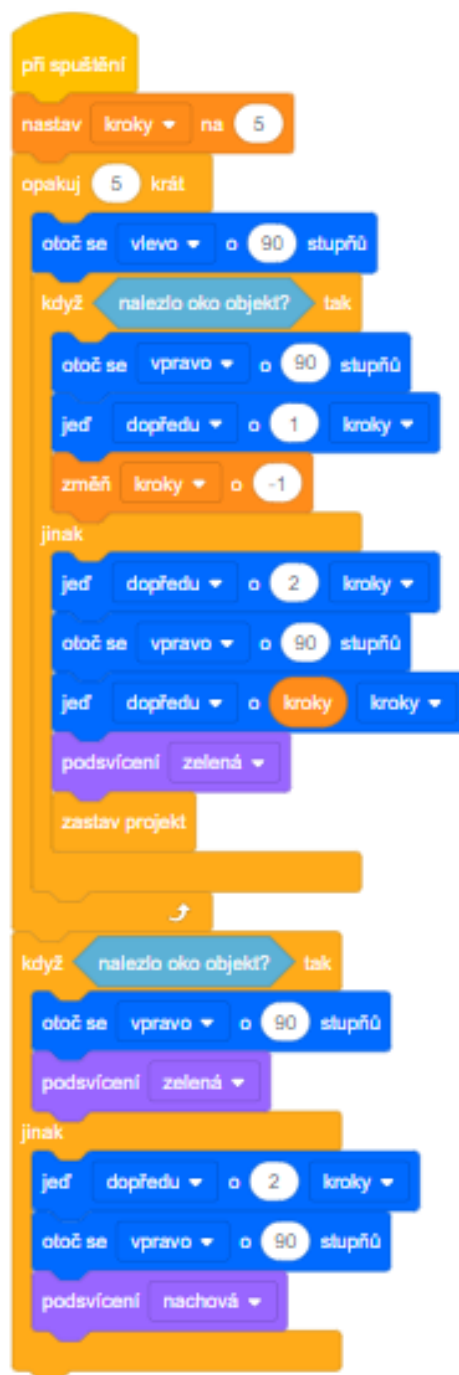 při spuštění
nastav kroky na 5
opakuj 5 krát
otoč se vlevo o 90 stupňů
když nalezlo oko objekt? tak
otoč se vpravo o 90 stupňů
jeď dopředu o 1 kroky
změň kroky o -1
jinak
jeď dopředu o 2 kroky
otoč se vpravo o 90 stupňů
jeď dopředu o kroky kroky
podsvícení zelená
zastav projekt
když nalezlo oko objekt? tak
otoč se vpravo o 90 stupňů
podsvícení zelená
jinak
jeď dopředu o 2 kroky
otoč se vpravo o 90 stupňů
podsvícení nachová